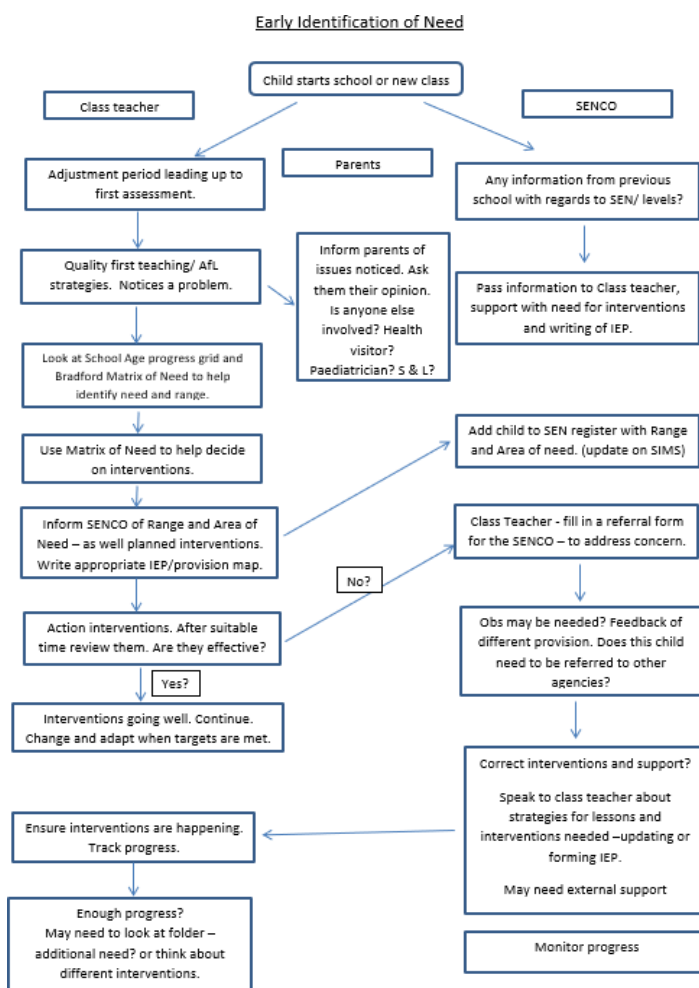 Early Identification of Need
Child starts school or new class
Class teacher
SENCO
Parents
Adjustment period leading up to
first assessment.
Any information from previous
school with regards to SEN/ levels?
Quality first teaching/ AfL
strategies. Notices a problem.
Inform parents of
issues noticed. Ask
them their opinion.
Is anyone else
involved? Health
visitor?
Paediatrician? S & L?
Pass information to Class teacher,
support with need for interventions
and writing of IEP.
Look at School Age progress grid and
Bradford Matrix of Need to help
identify need and range.
Use Matrix of Need to help decide
on interventions.
Add child to SEN register with Range
and Area of need. (update on SIMS)
Inform SENCO of Range and Area of
Need – as well planned interventions.
Write appropriate IEP/provision map.
Class Teacher - fill in a referral form
for the SENCO – to address concern.
No?
Action interventions. After suitable
time review them. Are they effective?
Obs may be needed? Feedback of
different provision. Does this child
need to be referred to other
agencies?
Yes?
Interventions going well. Continue.
Change and adapt when targets are met.
Correct interventions and support?
Speak to class teacher about
strategies for lessons and
interventions needed –updating or
forming IEP.
May need external support
Ensure interventions are happening.
Track progress.
Enough progress?
May need to look at folder –
additional need? or think about
different interventions.
Monitor progress